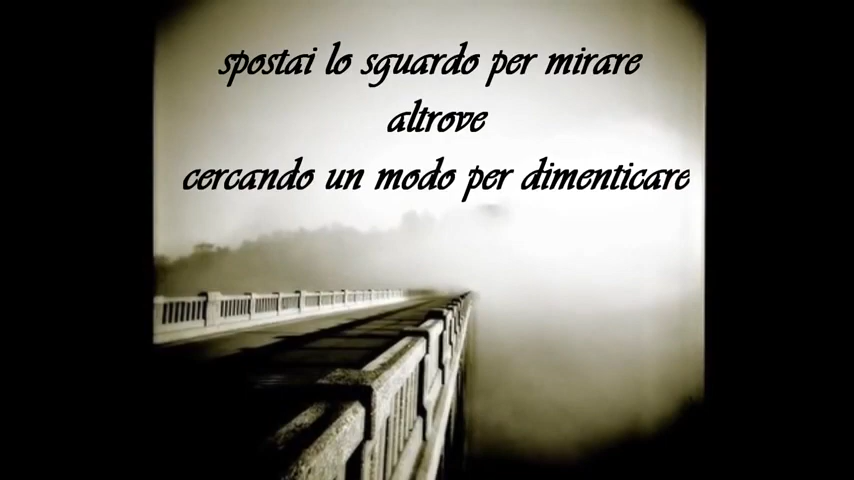 spostai lo sguardo per mirare
altrove
cercando un modo per dimenticare